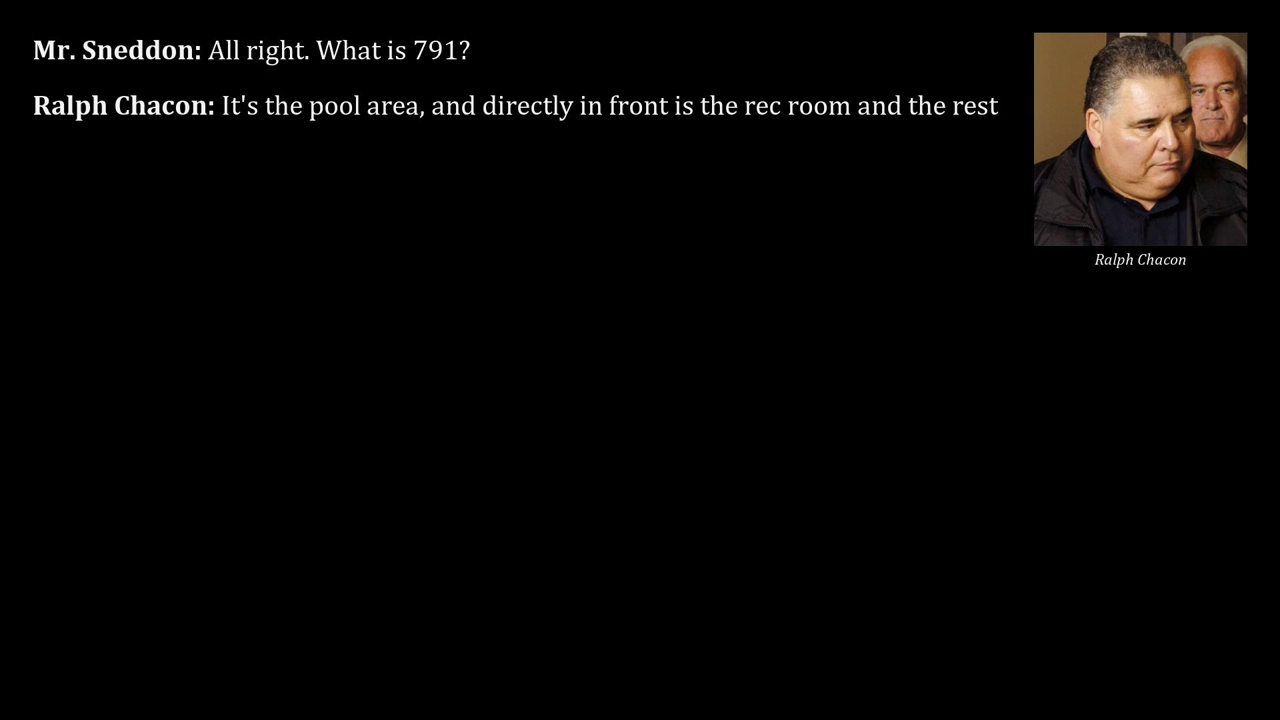 Mr. Sneddon: All right. What is 791?
Ralph Chacon: It's the pool area, and directly in front is the rec room and the rest
Ralph Chacon